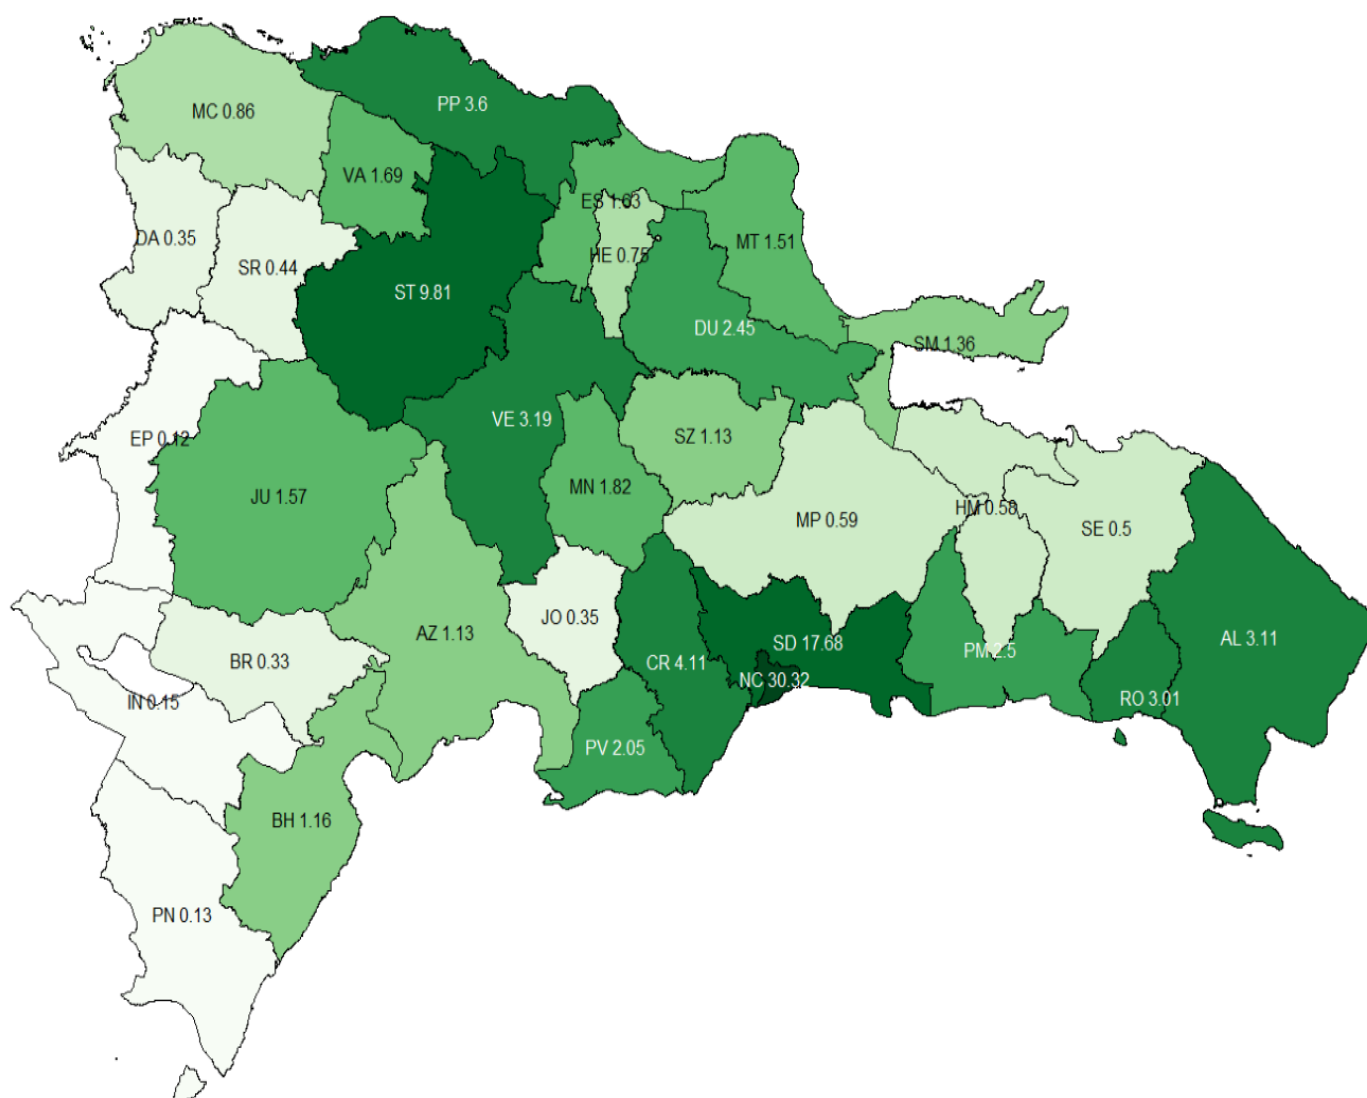 PP 3.6
MC 0.86
VA 1.69
ES 1.63
DA 0.35
SR 0.44
HE 0.75
MT 1.51
ST 9.81
DU 2.45
SM 1.36
VE 3.19
EP 0.12
SZ 1.13
JU 1.57
MN 1.82
MP 0.59
HM 0.58
SE 0.5
JO 0.35
AZ 1.13
SD 17.68
AL 3.11
BR 0.33
CR 4.11
PM 2.5
NC 30.32
IN 0.15
RO 3.01
PV 2.05
BH 1.16
PN 0.13